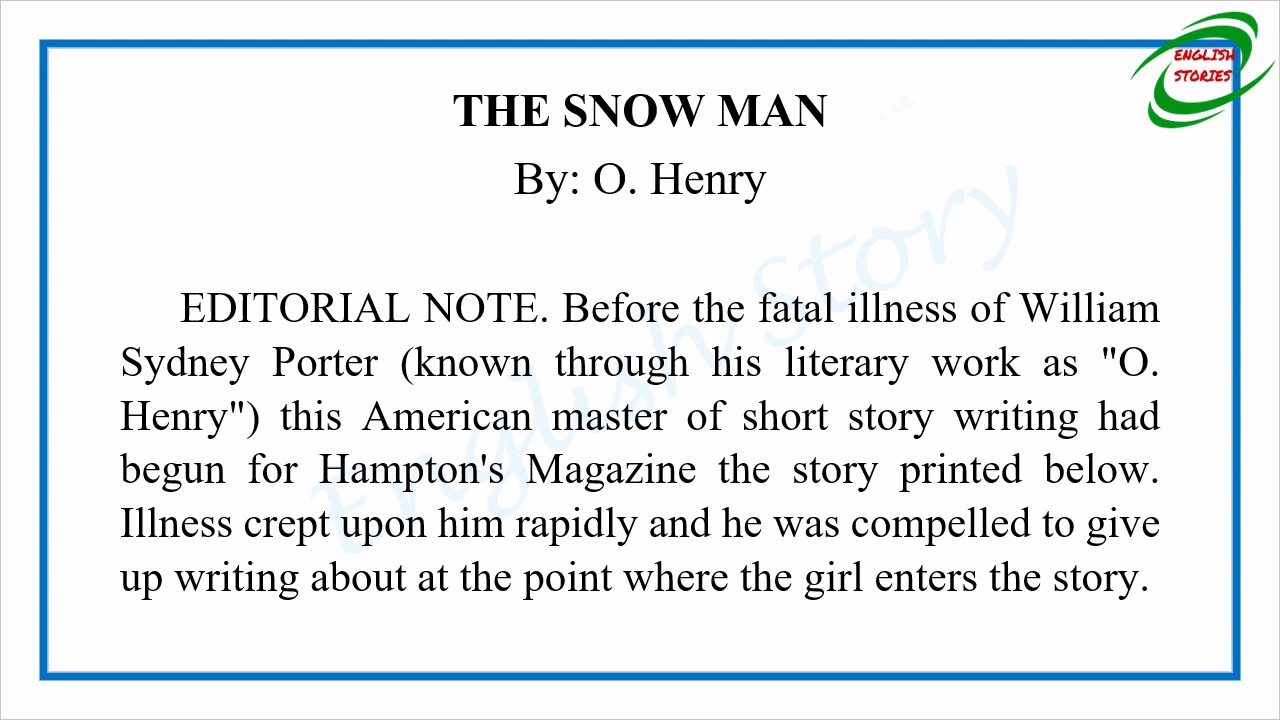 ENGLISH
STORIES
THE SNOW MAN
By: O. Henry
EDITORIAL NOTE. Before the fatal illness of William
Sydney Porter (known through his literary work as "O.
Henry") this American master of short story writing had
begun for Hampton's Magazine the story printed below.
Illness crept upon him rapidly and he was compelled to give
up writing about at the point where the girl enters the story.
English Story